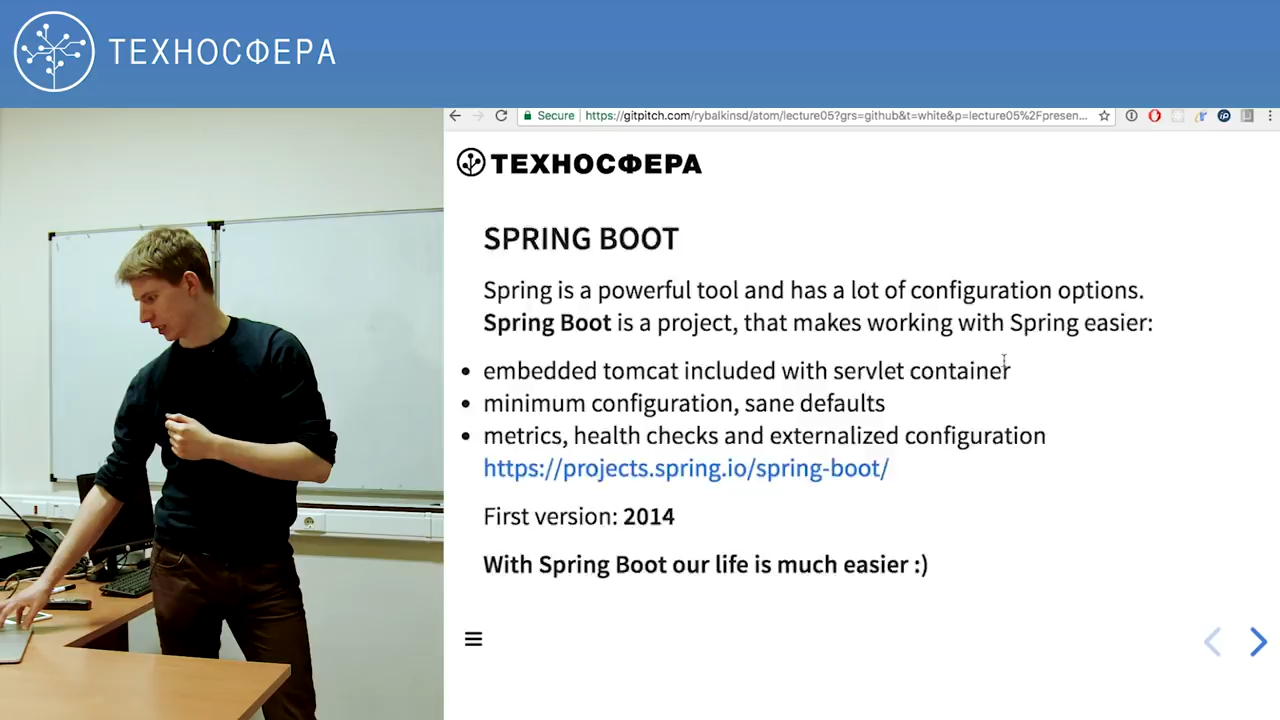 ТЕХНОСФЕРА
Secure
https://gitpitch.com/rybalkinsd/atom/lecture05?grs=github&t=white&p=lecture05%2Fpresen...
ТЕХНОСФЕРА
SPRING BOOT
Spring is a powerful tool and has a lot of configuration options.
Spring Boot is a project, that makes working with Spring easier:
embedded tomcat included with servlet container
minimum configuration, sane defaults
metrics, health checks and externalized configuration
https://projects.spring.io/spring-boot/
First version: 2014
With Spring Boot our life is much easier :)